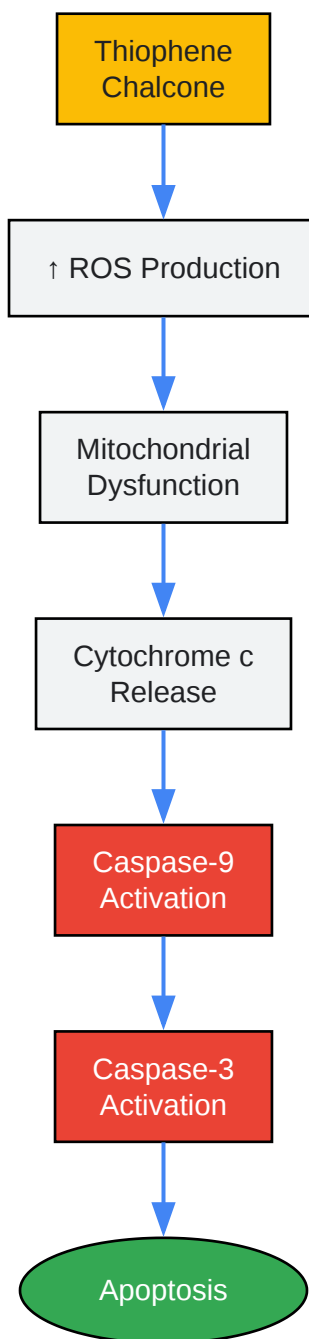 Thiophene
Chalcone
↑ ROS Production
Mitochondrial
Dysfunction
Cytochrome c
Release
Caspase-9
Activation
Caspase-3
Activation
Apoptosis